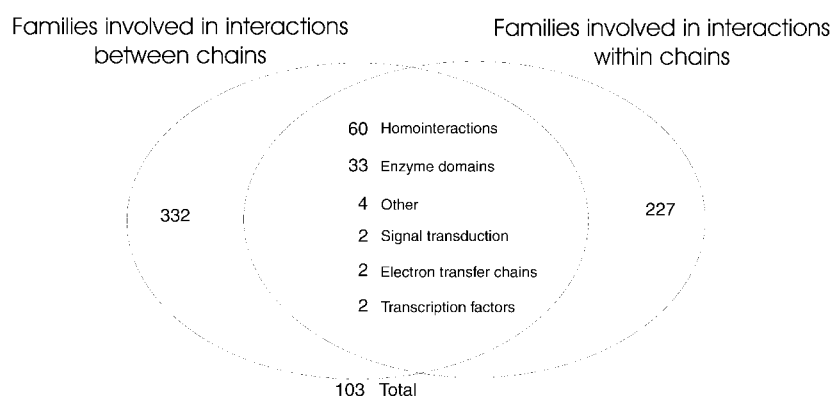 Families involved in interactions
between chains
Families involved in interactions
within chains
60 Homointeractions
33 Enzyme domains
4 Other
2 Signal transduction
2 Electron transfer chains
2 Transcription factors
332
227
103 Total